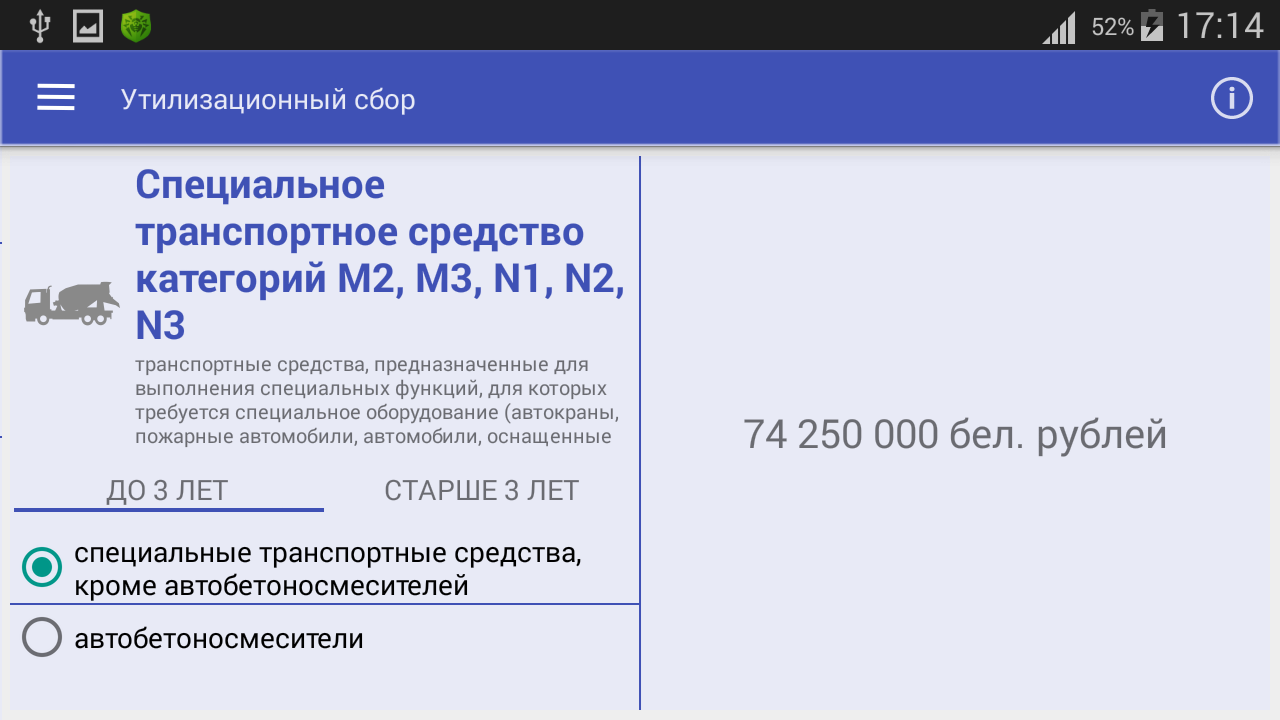 52% 17:14
Утилизационный сбор
Специальное
транспортное средство
категорий M2, M3, N1, N2,
N3
транспортные средства, предназначенные для
выполнения специальных функций, для которых
требуется специальное оборудование (автокраны,
пожарные автомобили, автомобили, оснащенные
ДО 3 ЛЕТ СТАРШЕ 3 ЛЕТ
специальные транспортные средства,
кроме автобетоносмесителей
автобетоносмесители
74 250 000 бел. рублей